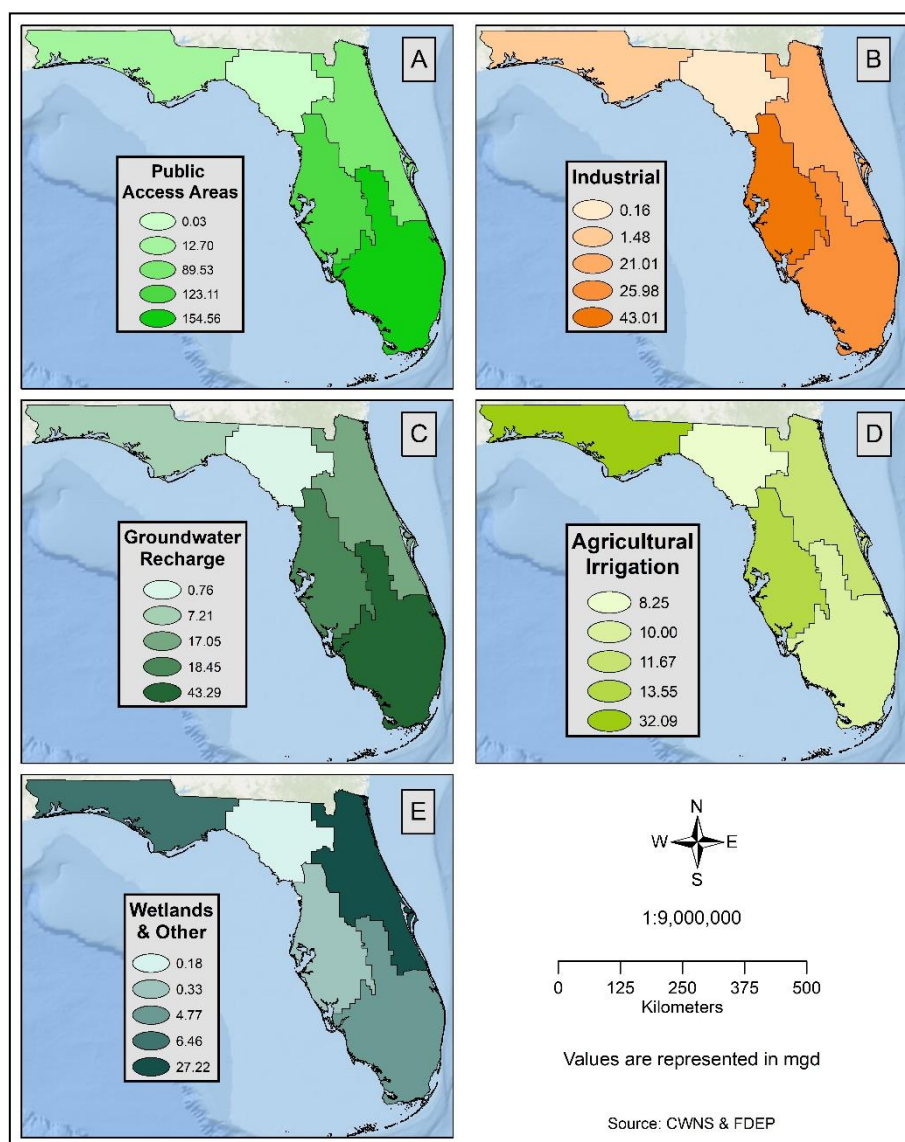 A
Public
Access Areas
0.03
12.70
89.53
123.11
154.56
B
Industrial
0.16
1.48
21.01
25.98
43.01
C
Groundwater
Recharge
0.76
7.21
17.05
18.45
43.29
D
Agricultural
Irrigation
8.25
10.00
11.67
13.55
32.09
E
Wetlands
& Other
0.18
0.33
4.77
6.46
27.22
N
W E
S
1:9,000,000
0 125 250 375 500
Kilometers
Values are represented in mgd
Source: CWNS & FDEP